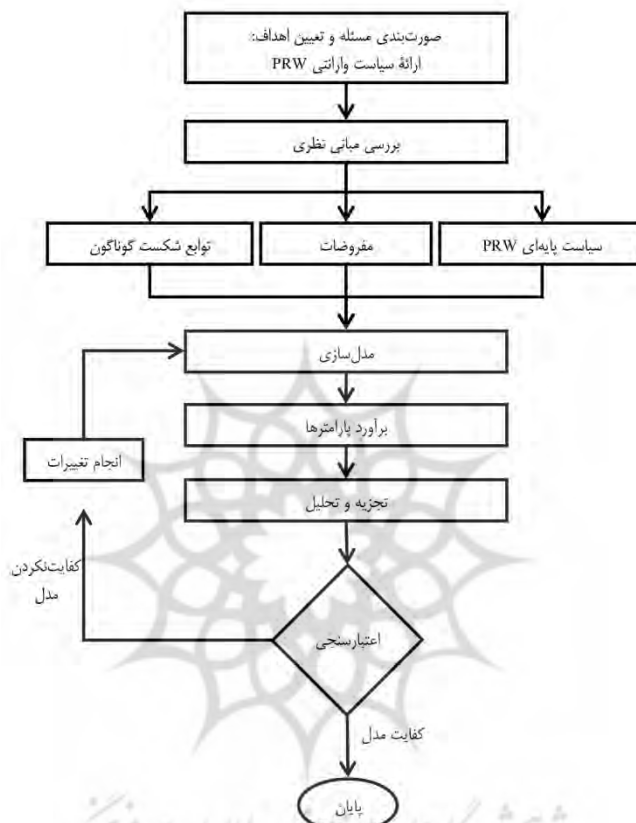 صورت‌بندی مسئله و تعیین اهداف:
ارائۀ سیاست وارانتی PRW
بررسی مبانی نظری
سیاست پایه‌ای PRW
مفروضات
توابع شکست گوناگون
مدل‌سازی
برآورد پارامترها
انجام تغییرات
تجزیه و تحلیل
کفایت‌نکردن
مدل
اعتبارسنجی
کفایت مدل
پایان